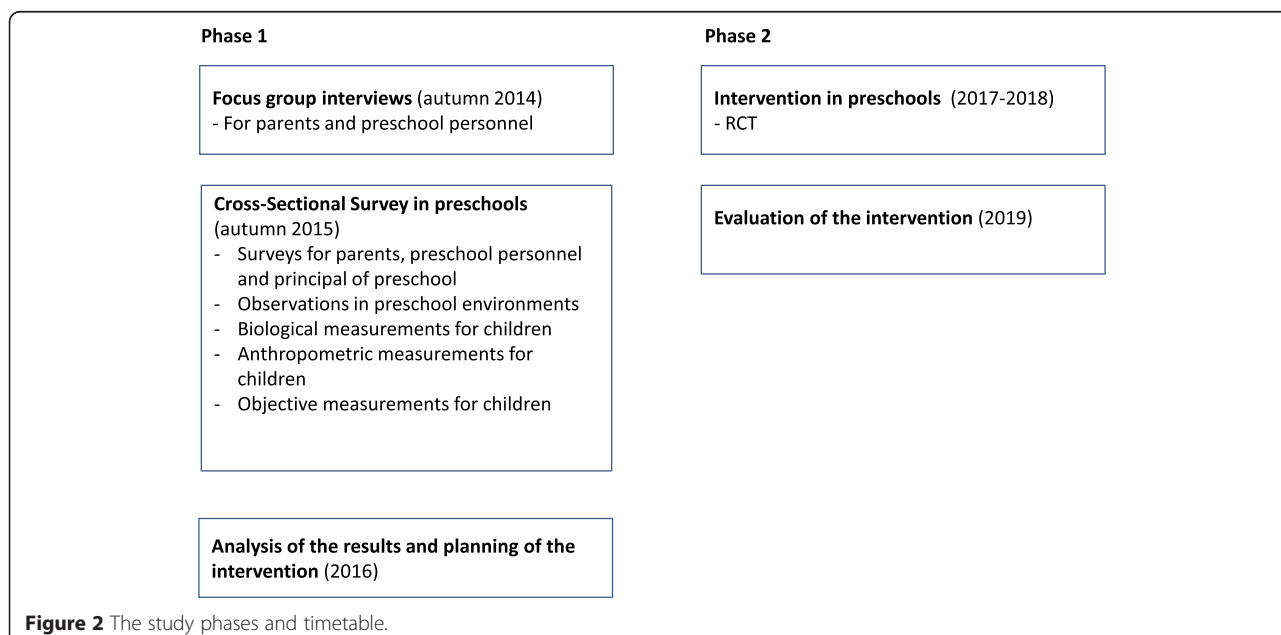 Phase 1
Focus group interviews (autumn 2014)
- For parents and preschool personnel
Cross-Sectional Survey in preschools
(autumn 2015)
- Surveys for parents, preschool personnel
and principal of preschool
- Observations in preschool environments
- Biological measurements for children
- Anthropometric measurements for
children
- Objective measurements for children
Analysis of the results and planning of the
intervention (2016)
Phase 2
Intervention in preschools (2017-2018)
- RCT
Evaluation of the intervention (2019)
Figure 2 The study phases and timetable.